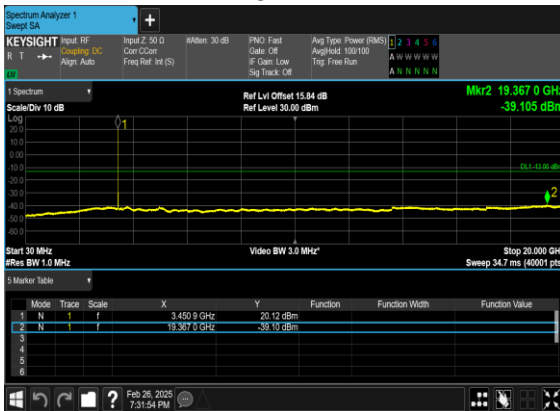 Spectrum Analyzer 1
Swept SA
+
KEYSIGHT
R T
Input: RF
Coupling: DC
Align: Auto
Input Z: 50 Ω
Corr CCorr
Freq Ref: Int (S)
#Atten: 30 dB
PNO: Fast
Gate: Off
IF Gain: Low
Sig Track: Off
Avg Type: Power (RMS)
Avg|Hold: 100/100
Trig: Free Run
1 2 3 4 5 6
A W W W W W
A N N N N N
1 Spectrum
Scale/Div 10 dB
Ref Lvl Offset 15.84 dB
Ref Level 30.00 dBm
Mkr2 19.367 0 GHz
-39.105 dBm
Log
20.0
10.0
0.00
-10.0
-20.0
-30.0
-40.0
-50.0
-60.0
1
DL1 -13.00 dBm
2
Start 30 MHz
#Res BW 1.0 MHz
Video BW 3.0 MHz*
Stop 20.000 GH
Sweep 34.7 ms (40001 pts
5 Marker Table
Mode Trace Scale X Y Function Function Width Function Value
1 N 1 f 3.450 9 GHz 20.12 dBm
2 N 1 f 19.367 0 GHz -39.10 dBm
3
4
5
6
?
Feb 26, 2025
7:31:54 PM